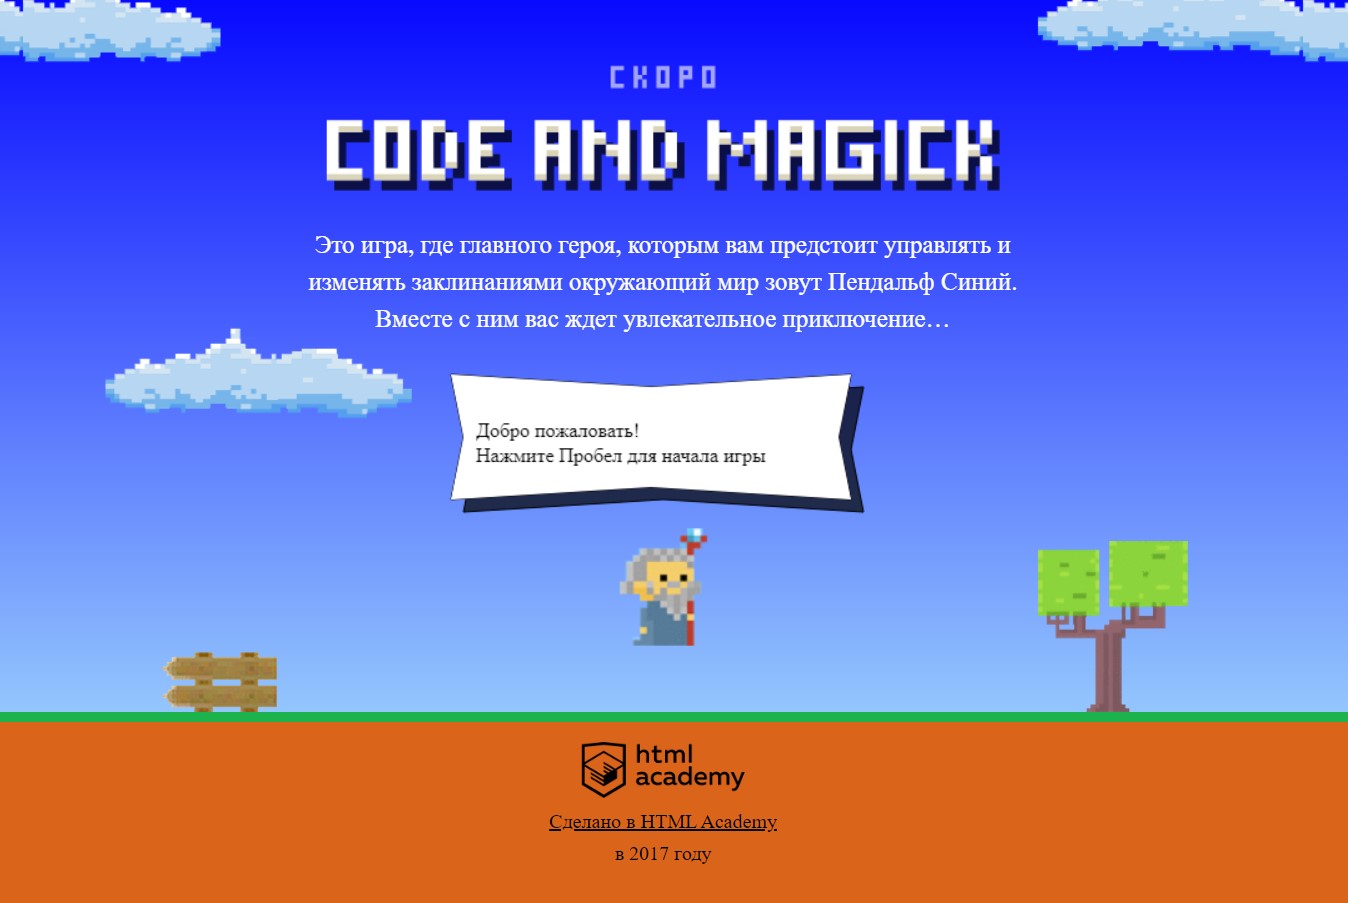 СКОРО
CODE AND MAGICK
Это игра, где главного героя, которым вам предстоит управлять и
изменять заклинаниями окружающий мир зовут Пендальф Синий.
Вместе с ним вас ждет увлекательное приключение…
Добро пожаловать!
Нажмите Пробел для начала игры
html
academy
Сделано в HTML Academy
в 2017 году